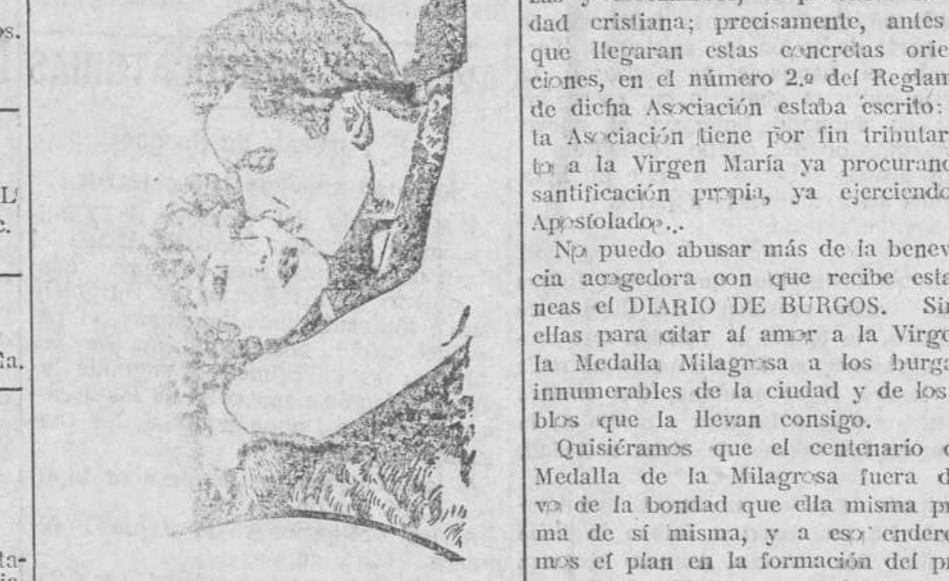 os.
L
c.
ta-
dad cristiana; precisamente, antes
que llegaran estas concretas orie
ciones, en el número 2.º del Reglam
de dicha Asociación estaba escrito:
ta Asociación tiene por fin tributar
to a la Virgen María ya procurand
santificación propia, ya ejerciendo
Apostolado..
No puedo abusar más de la benev
cia acogedora con que recibe esta
neas el DIARIO DE BURGOS. Si
ellas para citar al amor a la Virge
la Medalla Milagrosa a los burga
innumerables de la ciudad y de los
blos que la llevan consigo.
Quisiéramos que el centenario d
Medalla de la Milagrosa fuera d
vo de la bondad que ella misma pr
ma de sí misma, y a eso endere
mos el plan en la formación del p